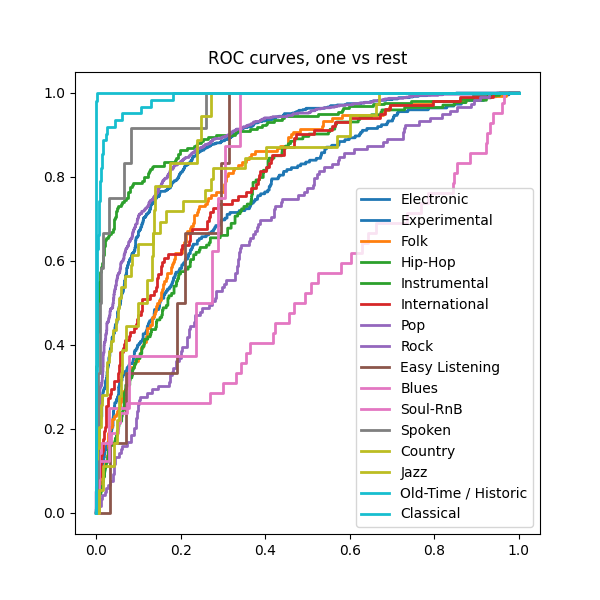 ROC curves, one vs rest
1.0
0.8
0.6
0.4
0.2
0.0
Electronic
Experimental
Folk
Hip-Hop
Instrumental
International
Pop
Rock
Easy Listening
Blues
Soul-RnB
Spoken
Country
Jazz
Old-Time / Historic
Classical
0.0 0.2 0.4 0.6 0.8 1.0